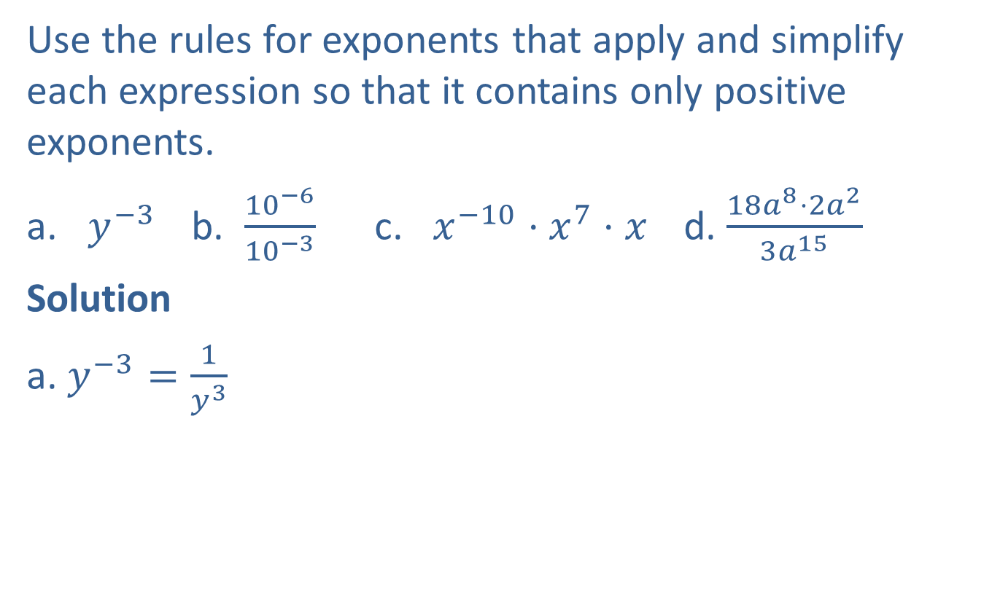 Use the rules for exponents that apply and simplify
each expression so that it contains only positive
exponents.
a. $y^{-3}$ b. $\frac{10^{-6}}{10^{-3}}$ c. $x^{-10} \cdot x^7 \cdot x$ d. $\frac{18a^8 \cdot 2a^2}{3a^{15}}$
Solution
a. $y^{-3} = \frac{1}{y^3}$